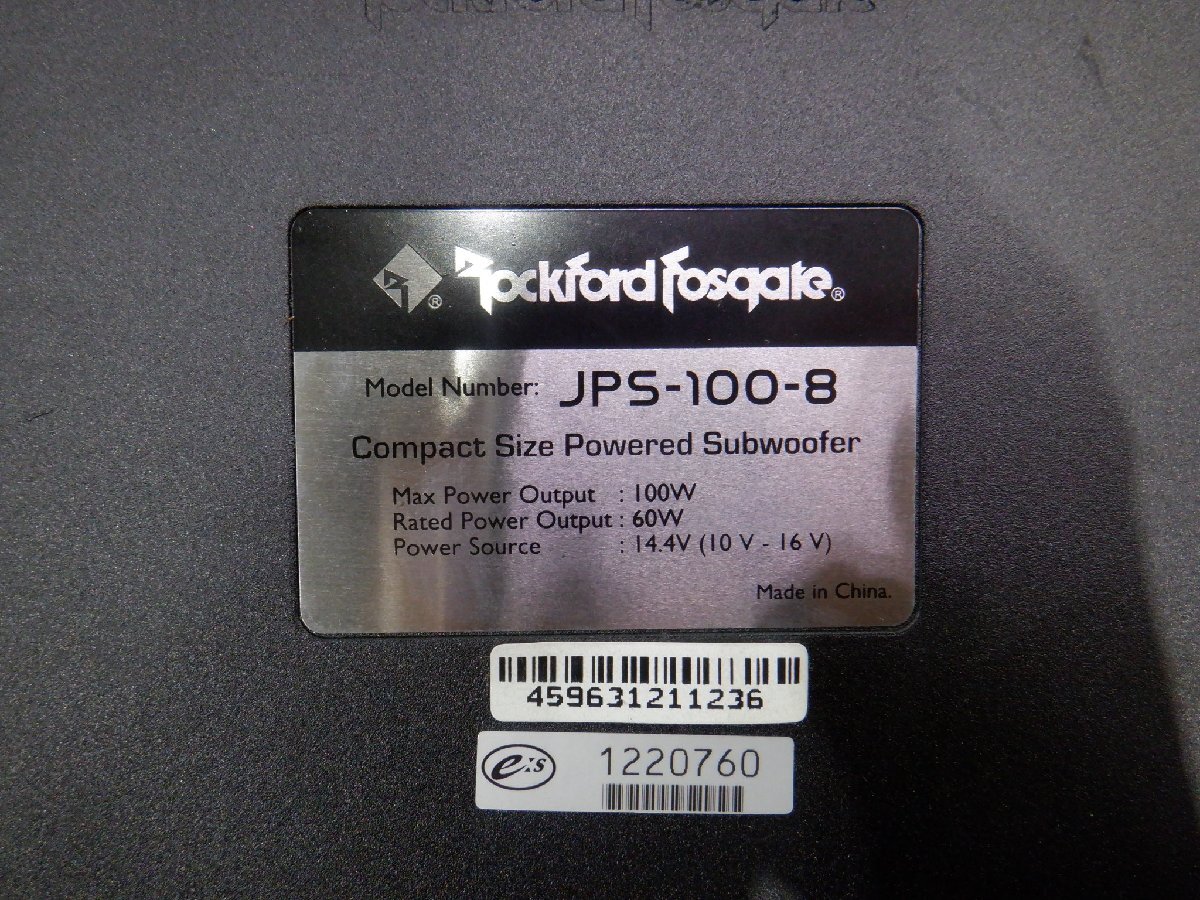 Rockford Fosgate®
Model Number: JPS-100-8
Compact Size Powered Subwoofer
Max Power Output : 100W
Rated Power Output : 60W
Power Source : 14.4V (10 V - 16 V)
Made in China.
459631211236
exs 1220760